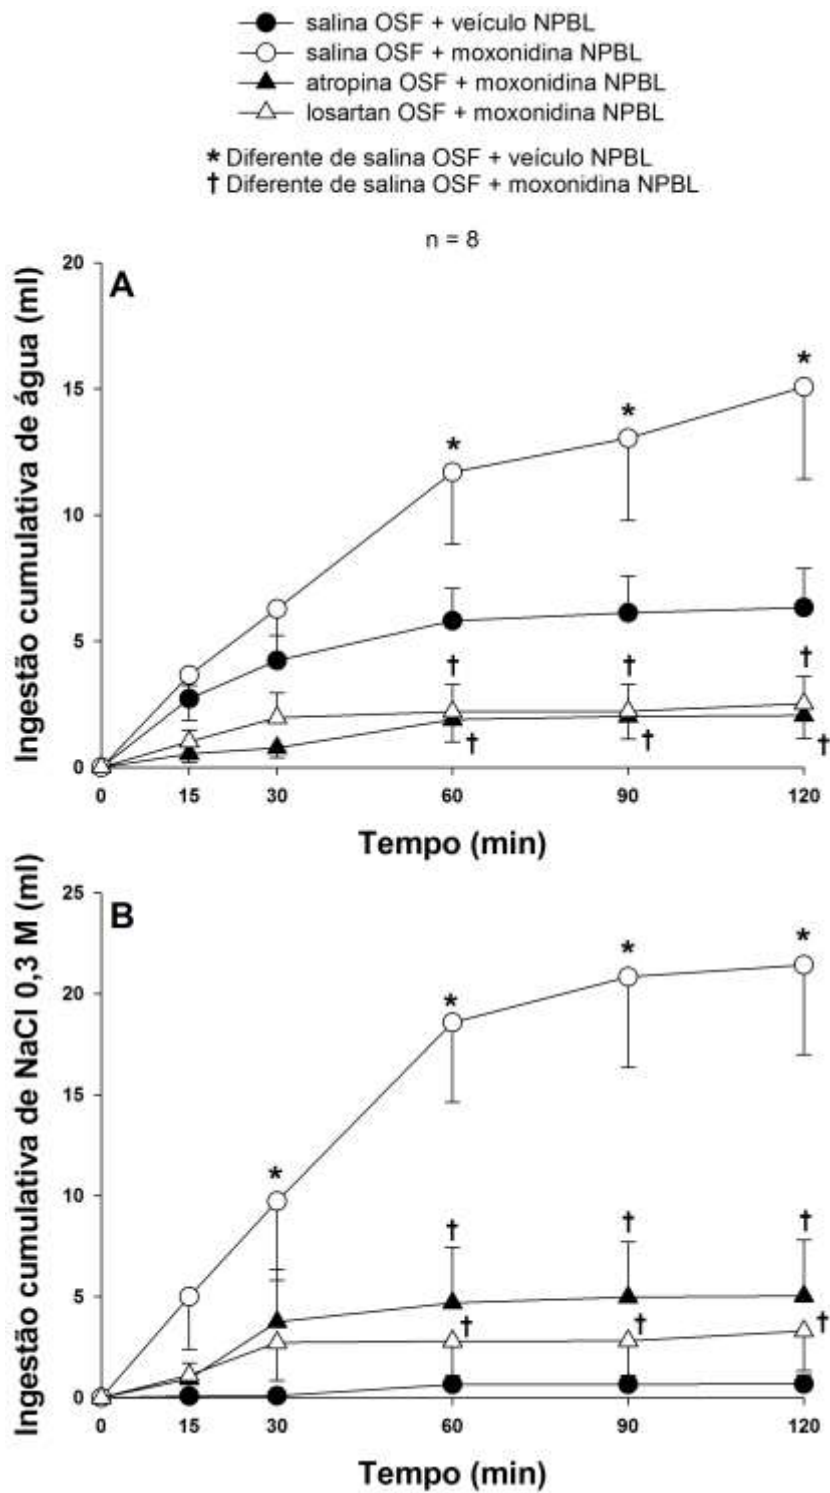 salina OSF + veículo NPBL
salina OSF + moxonidina NPBL
atropina OSF + moxonidina NPBL
losartan OSF + moxonidina NPBL
* Diferente de salina OSF + veículo NPBL
† Diferente de salina OSF + moxonidina NPBL
n = 8
A
Ingestão cumulativa de água (ml)
20
15
10
5
0
* * *
† † †
† † †
0 15 30 60 90 120
Tempo (min)
B
Ingestão cumulativa de NaCl 0,3 M (ml)
25
20
15
10
5
0
* * * *
† † †
† † †
0 15 30 60 90 120
Tempo (min)